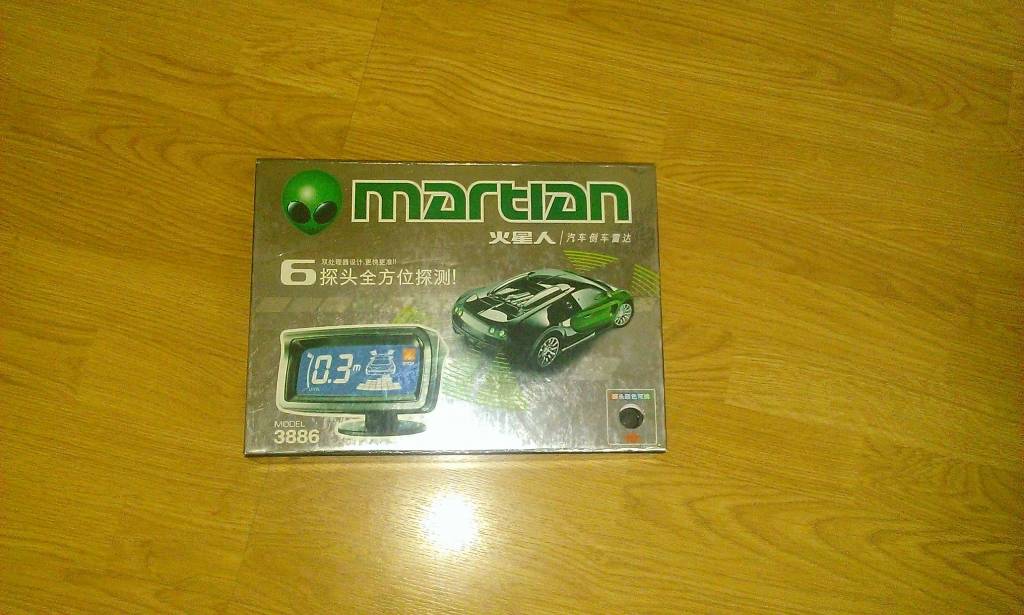 martian
火星人 汽车倒车雷达
双处理器设计,更快更准!!
6探头全方位探测!
0.3m
MODEL
3886